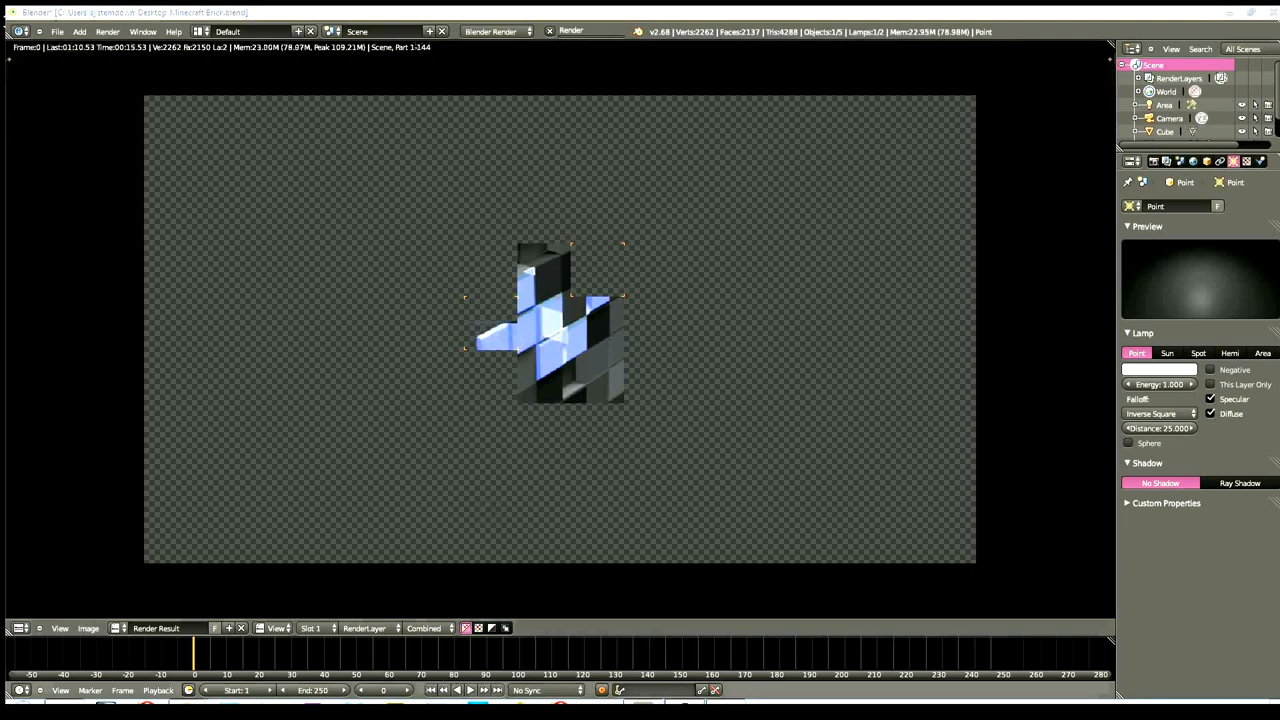 Blender* [C:\Users\systemdo...n Desktop\Minecraft Brick.blend]
File Add Render Window Help Default Scene Blender Render Render v2.68 | Verts:2262 | Faces:2137 | Tris:4288 | Objects:1/5 | Lamps:1/2 | Mem:22.95M (78.98M) | Point
Frame:0 | Last:01:10.53 Time:00:15.53 | Ve:2262 Fa:2150 La:2 | Mem:23.00M (78.97M, Peak 109.21M) | Scene, Part 1-144
View Search All Scenes
Scene
RenderLayers
World
Area
Camera
Cube
Point Point
Point F
Preview
Lamp
Point Sun Spot Hemi Area
Negative
Energy: 1.000 This Layer Only
Falloff: Specular
Inverse Square Diffuse
Distance: 25.000
Sphere
Shadow
No Shadow Ray Shadow
Custom Properties
View Image Render Result F View Slot 1 RenderLayer Combined
-50 -40 -30 -20 -10 0 10 20 30 40 50 60 70 80 90 100 110 120 130 140 150 160 170 180 190 200 210 220 230 240 250 260 270 280
View Marker Frame Playback Start: 1 End: 250 0 No Sync